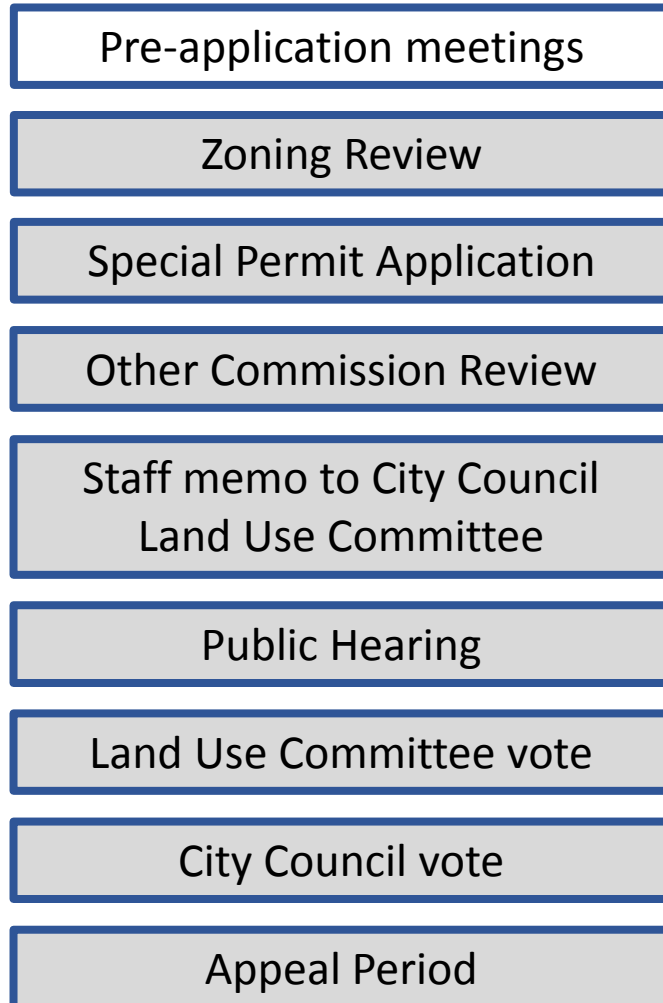 Pre-application meetings
Zoning Review
Special Permit Application
Other Commission Review
Staff memo to City Council
Land Use Committee
Public Hearing
Land Use Committee vote
City Council vote
Appeal Period